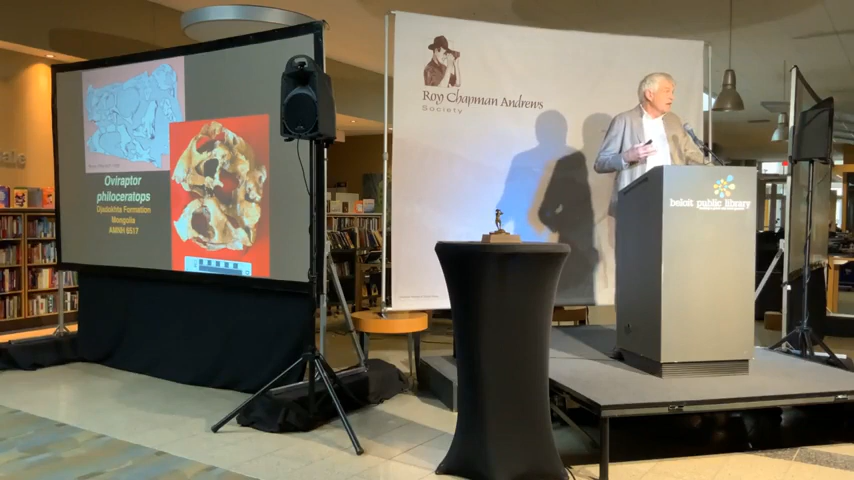 Oviraptor
philoceratops
Djadokhta Formation
Mongolia
AMNH 6517
Roy Chapman Andrews
Society
beloit public library